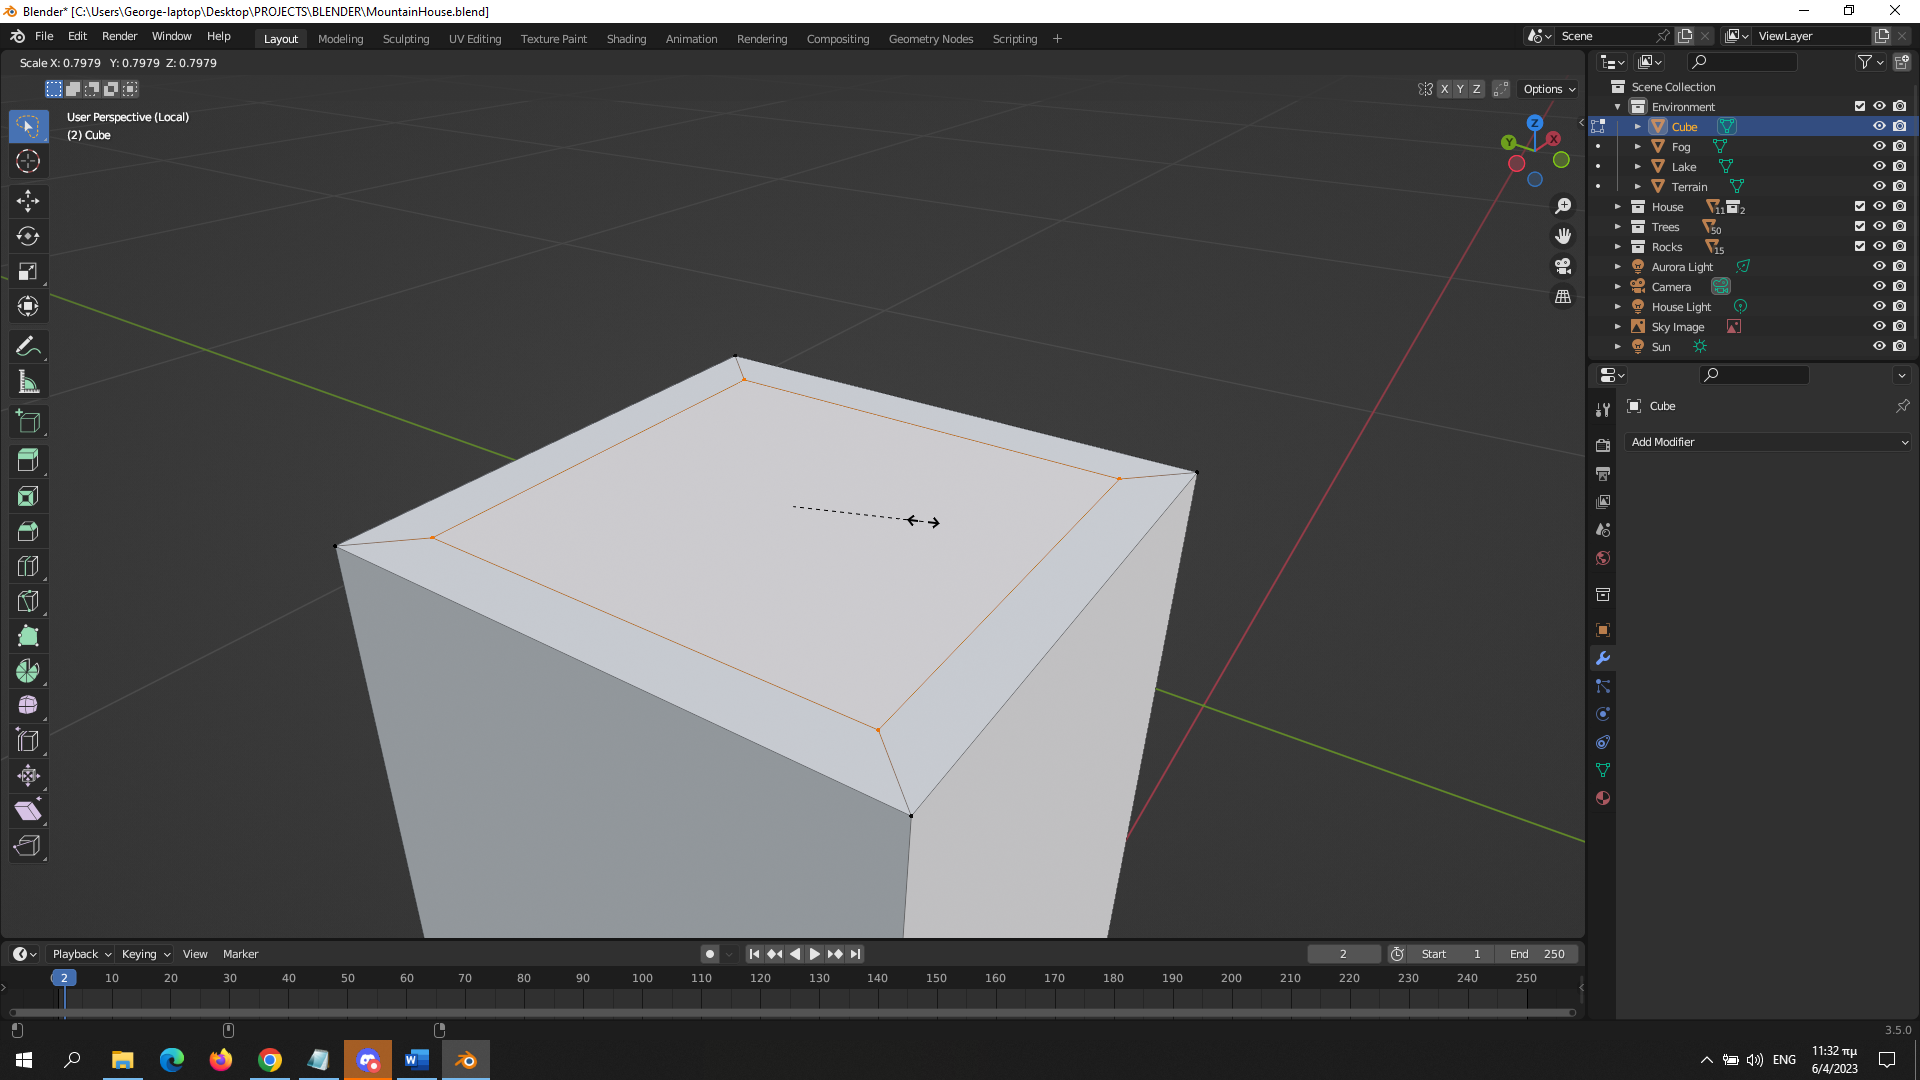 Blender* [C:\Users\George-laptop\Desktop\PROJECTS\BLENDER\MountainHouse.blend]
File Edit Render Window Help Layout Modeling Sculpting UV Editing Texture Paint Shading Animation Rendering Compositing Geometry Nodes Scripting + Scene ViewLayer
Scale X: 0.7979 Y: 0.7979 Z: 0.7979
X Y Z Options
User Perspective (Local)
(2) Cube
Z
Y
X
Scene Collection
Environment
Cube
Fog
Lake
Terrain
House 11 2
Trees 50
Rocks 15
Aurora Light
Camera
House Light
Sky Image
Sun
Cube
Add Modifier
Playback Keying View Marker 2 Start 1 End 250
2 10 20 30 40 50 60 70 80 90 100 110 120 130 140 150 160 170 180 190 200 210 220 230 240 250
3.5.0
ENG
11:32 πμ
6/4/2023